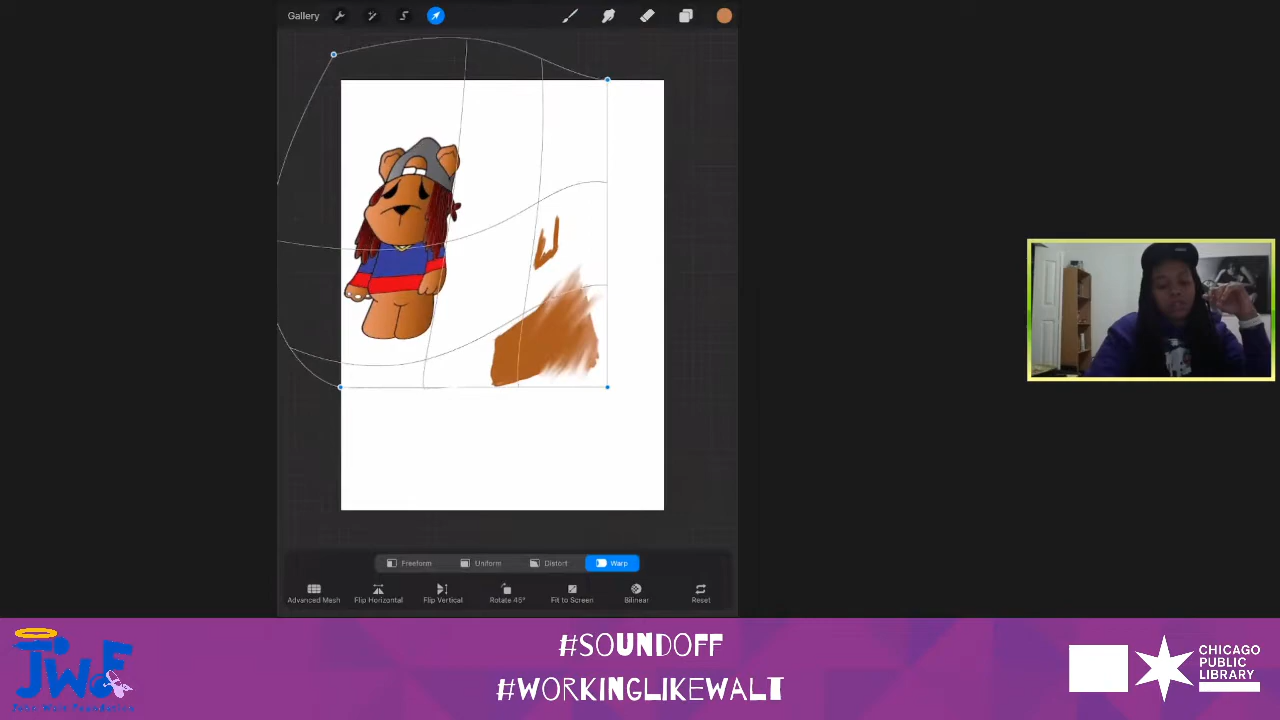 Gallery
Freeform Uniform Distort Warp
Advanced Mesh Flip Horizontal Flip Vertical Rotate 45° Fit to Screen Bilinear Reset
#SOUNDOFF
#WORKINGLIKEWALT
JWF
CHICAGO
PUBLIC
LIBRARY